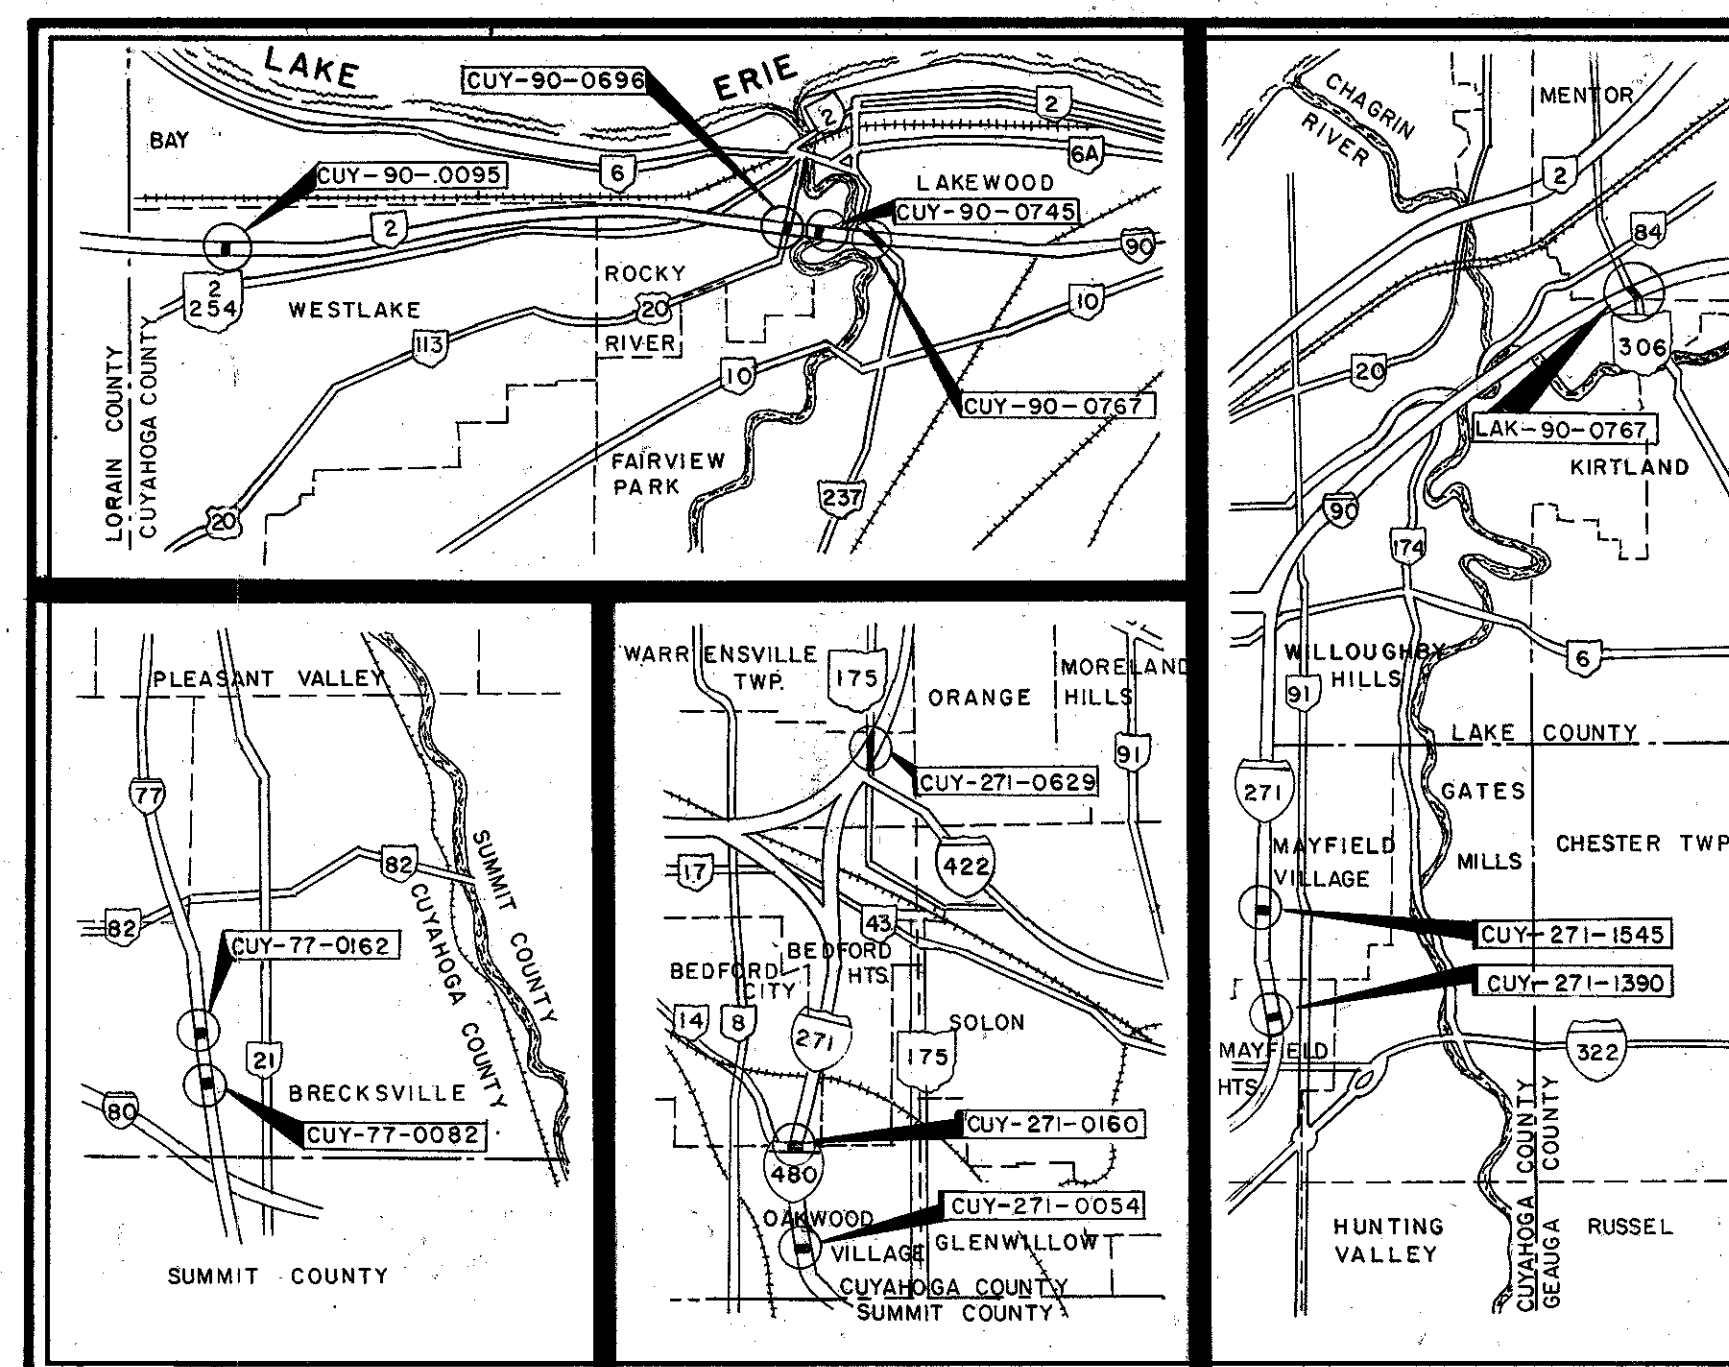 LAKE ERIE
CUY-90-0696
BAY
CUY-90-.0095
6
2
2
6A
LAKEWOOD
CUY-90-0745
2
90
2
254
WESTLAKE
ROCKY
RIVER
20
10
113
10
CUY-90-0767
LORAIN COUNTY
CUYAHOGA COUNTY
FAIRVIEW
PARK
20
237
CHAGRIN
RIVER
MENTOR
2
84
306
20
LAK-90-0767
KIRTLAND
90
174
WILLOUGHBY
HILLS
6
91
LAKE COUNTY
271
GATES
MILLS
MAYFIELD
VILLAGE
CHESTER TWP
CUY-271-1545
CUY-271-1390
MAYFIELD
HTS.
322
CUYAHOGA COUNTY
GEAUGA COUNTY
HUNTING
VALLEY
RUSSEL
PLEASANT VALLEY
77
82
82
SUMMIT COUNTY
CUYAHOGA COUNTY
CUY-77-0162
21
80
BRECKSVILLE
CUY-77-0082
SUMMIT COUNTY
WARRENSVILLE
TWP.
175
ORANGE
MORELAND
HILLS
91
CUY-271-0629
17
422
43
BEDFORD
HTS.
BEDFORD
CITY
14
8
271
175
SOLON
CUY-271-0160
480
CUY-271-0054
OAKWOOD
VILLAGE
GLENWILLOW
CUYAHOGA COUNTY
SUMMIT COUNTY